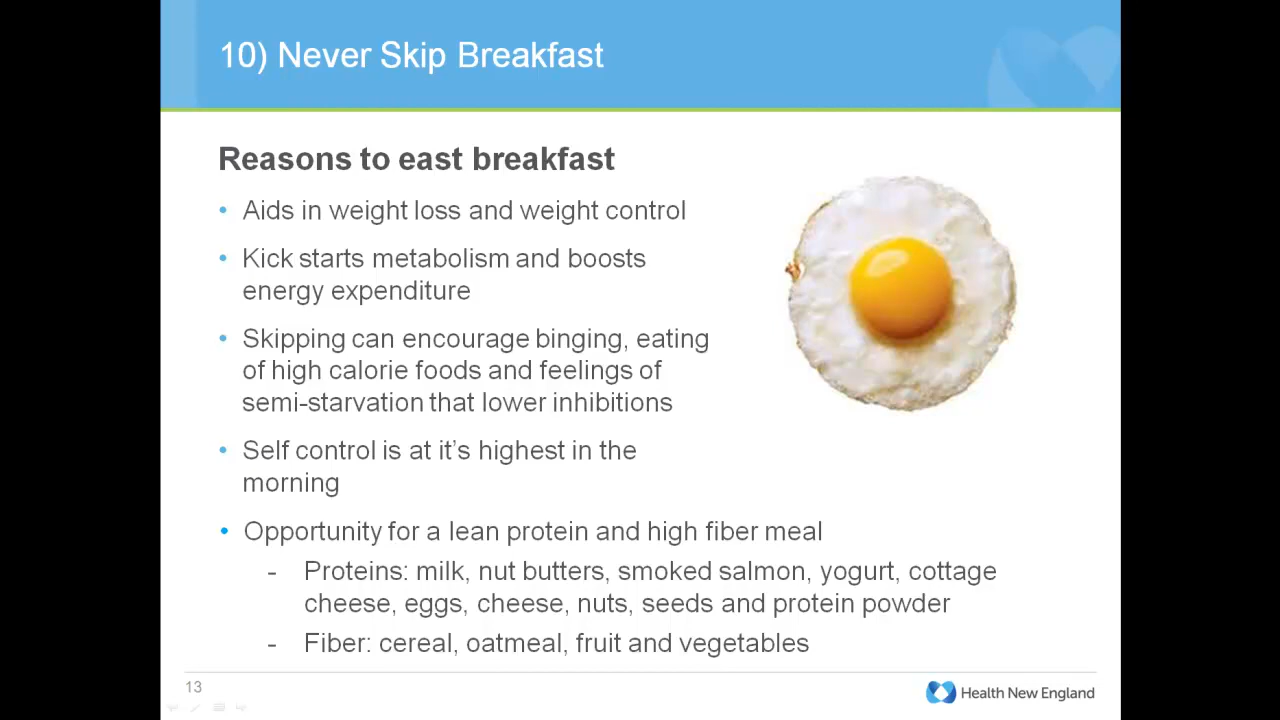 10) Never Skip Breakfast
Reasons to east breakfast
• Aids in weight loss and weight control
• Kick starts metabolism and boosts
energy expenditure
• Skipping can encourage binging, eating
of high calorie foods and feelings of
semi-starvation that lower inhibitions
• Self control is at it’s highest in the
morning
• Opportunity for a lean protein and high fiber meal
- Proteins: milk, nut butters, smoked salmon, yogurt, cottage
cheese, eggs, cheese, nuts, seeds and protein powder
- Fiber: cereal, oatmeal, fruit and vegetables
13
Health New England